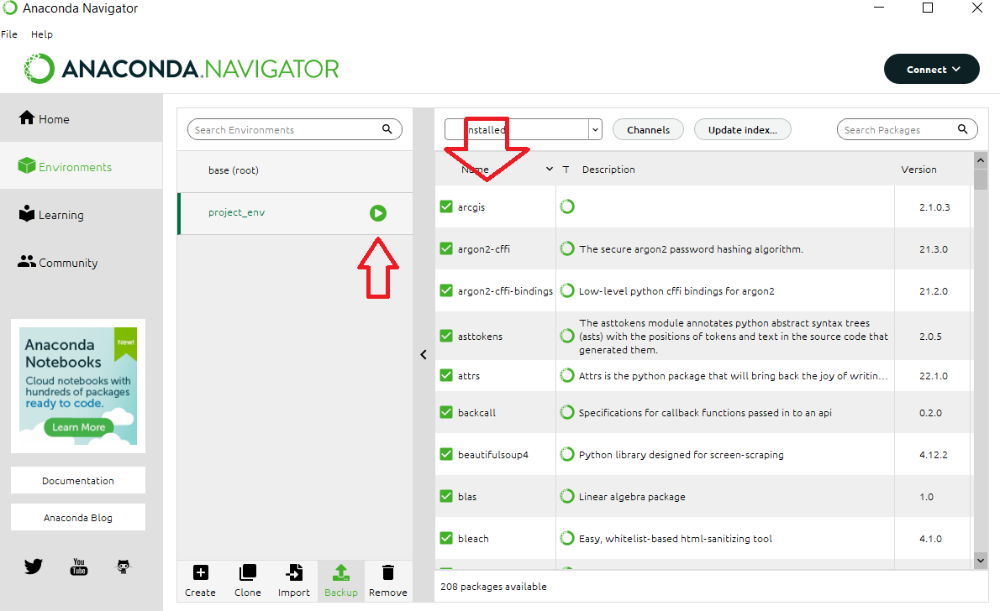 Anaconda Navigator
File Help
ANACONDA.NAVIGATOR
Connect
Home
Environments
Learning
Community
Anaconda
Notebooks
New!
Cloud notebooks with
hundreds of packages
ready to code.
Learn More
Documentation
Anaconda Blog
You
Tube
Search Environments
base (root)
project_env
Create Clone Import Backup Remove
Installed Channels Update index... Search Packages
Name T Description Version
arcgis 2.1.0.3
argon2-cffi The secure argon2 password hashing algorithm. 21.3.0
argon2-cffi-bindings Low-level python cffi bindings for argon2 21.2.0
asttokens The asttokens module annotates python abstract syntax trees
(asts) with the positions of tokens and text in the source code that
generated them. 2.0.5
attrs Attrs is the python package that will bring back the joy of writin... 22.1.0
backcall Specifications for callback functions passed in to an api 0.2.0
beautifulsoup4 Python library designed for screen-scraping 4.12.2
blas Linear algebra package 1.0
bleach Easy, whitelist-based html-sanitizing tool 4.1.0
208 packages available